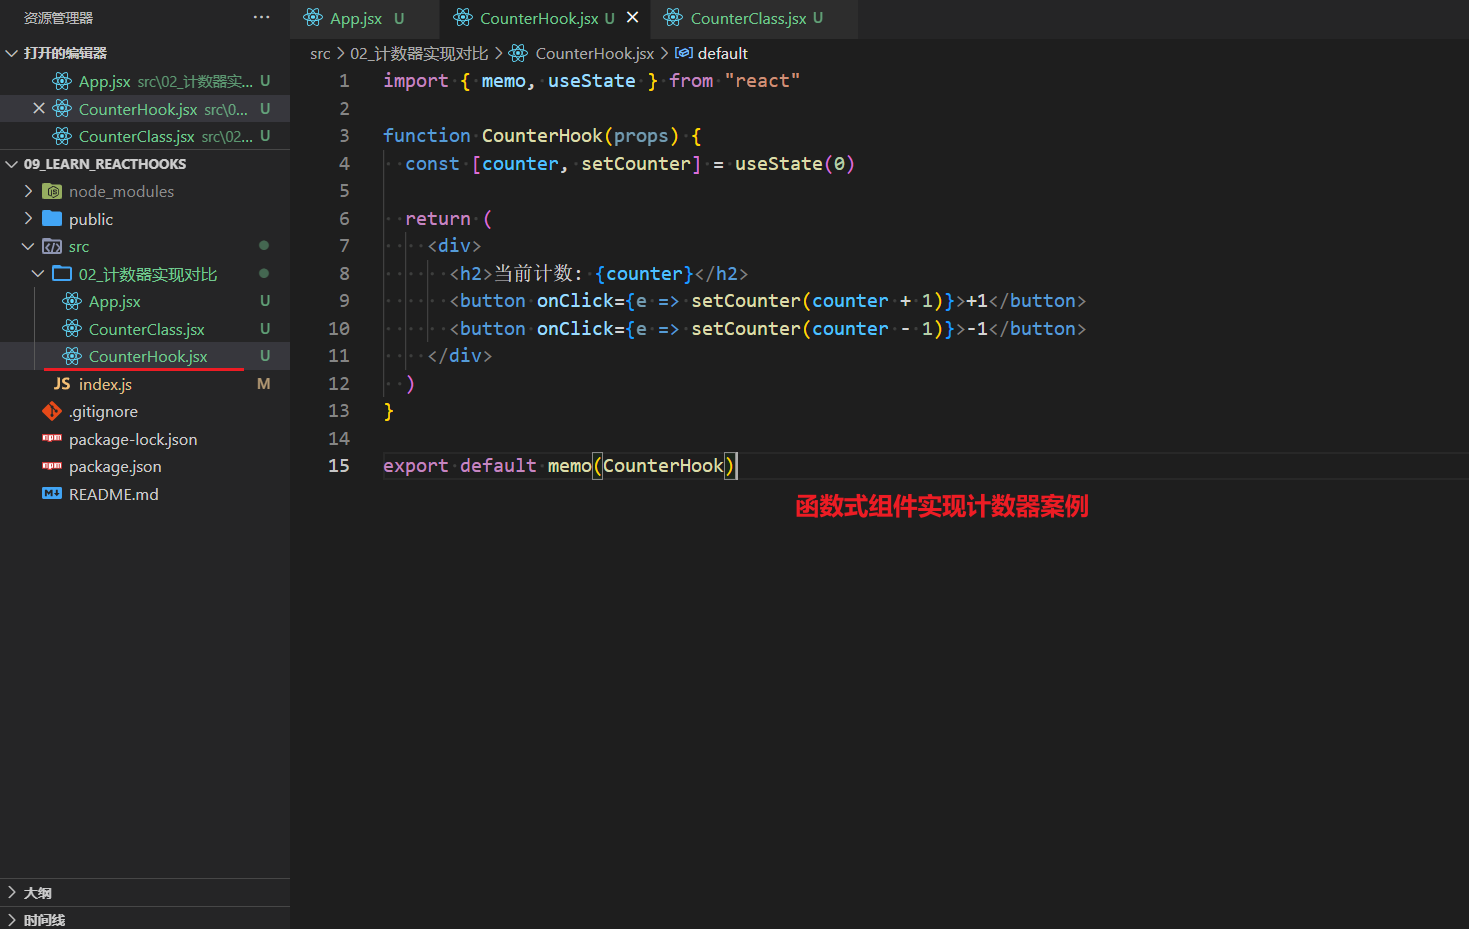 资源管理器 ···
打开的编辑器
App.jsx src\02_计数器实... U
CounterHook.jsx src\0... U
CounterClass.jsx src\02... U
09_LEARN_REACTHOOKS
node_modules
public
src
02_计数器实现对比
App.jsx U
CounterClass.jsx U
CounterHook.jsx U
JS index.js M
.gitignore
npm package-lock.json
npm package.json
M↓ README.md
大纲
时间线
App.jsx U CounterHook.jsx U CounterClass.jsx U
src > 02_计数器实现对比 > CounterHook.jsx > default
1 import { memo, useState } from "react"
2
3 function CounterHook(props) {
4 const [counter, setCounter] = useState(0)
5
6 return (
7 <div>
8 <h2>当前计数: {counter}</h2>
9 <button onClick={e => setCounter(counter + 1)}>+1</button>
10 <button onClick={e => setCounter(counter - 1)}>-1</button>
11 </div>
12 )
13 }
14
15 export default memo(CounterHook)
函数式组件实现计数器案例